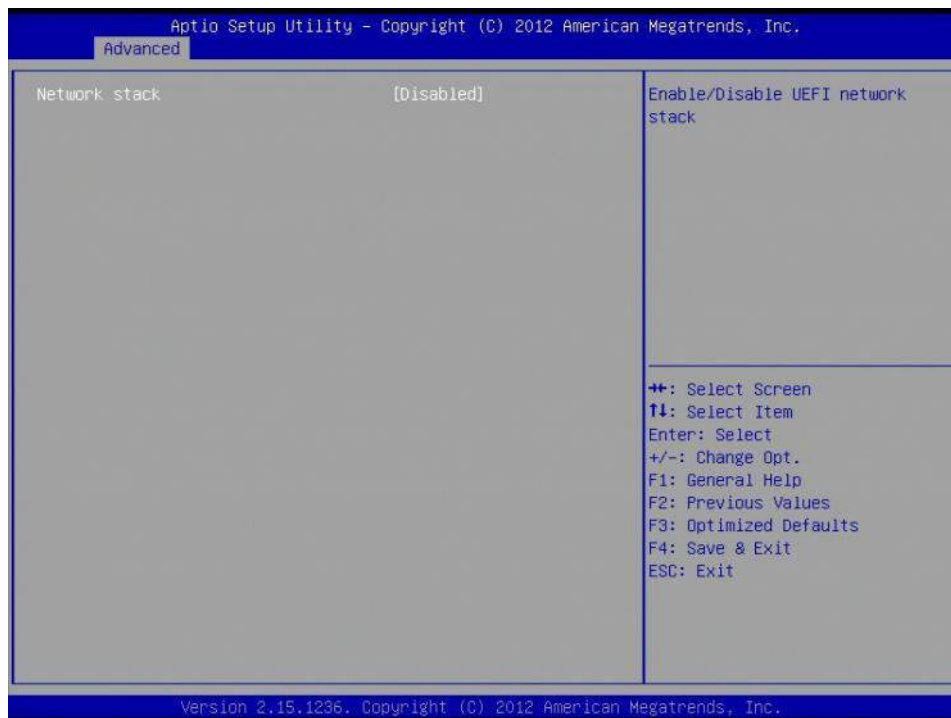 Aptio Setup Utility – Copyright (C) 2012 American Megatrends, Inc.
Advanced
Network stack [Disabled]
Enable/Disable UEFI network
stack
→←: Select Screen
↑↓: Select Item
Enter: Select
+/-: Change Opt.
F1: General Help
F2: Previous Values
F3: Optimized Defaults
F4: Save & Exit
ESC: Exit
Version 2.15.1236. Copyright (C) 2012 American Megatrends, Inc.